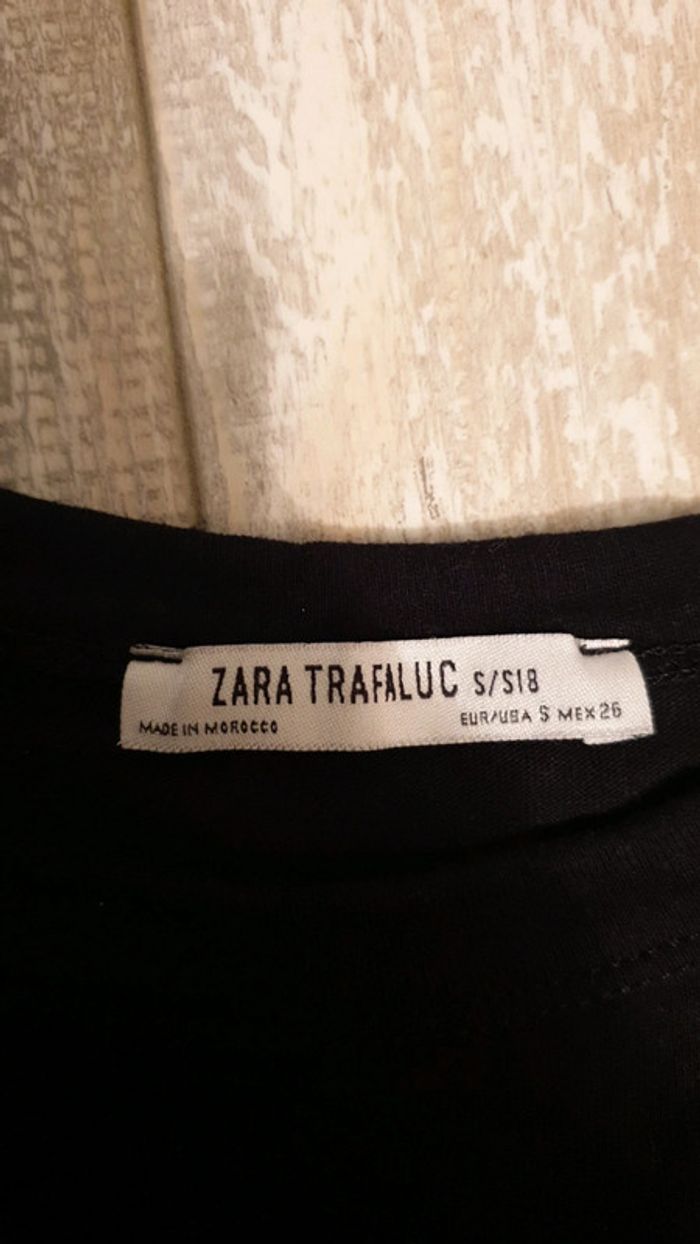 ZARA TRAFALUC S/S18
MADE IN MOROCCO EUR/USA S MEX 26